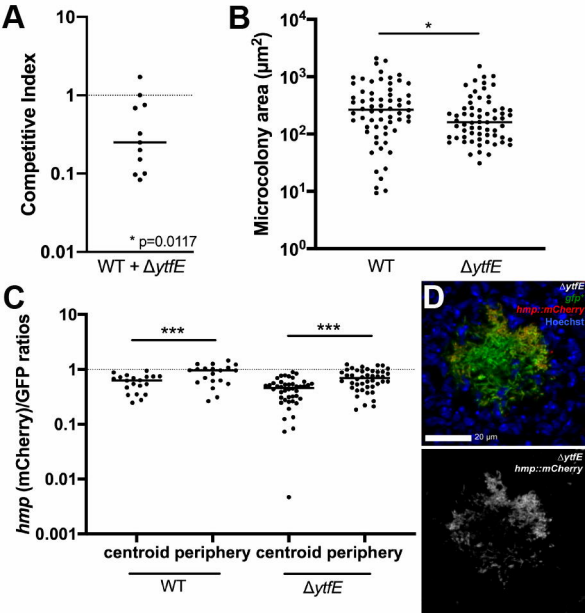 A
Competitive Index
10
1
0.1
0.01
* p=0.0117
WT + ΔytfE
B
Microcolony area (µm²)
10⁴
10³
10²
10¹
10⁰
*
WT
ΔytfE
C
hmp (mCherry)/GFP ratios
10
1
0.1
0.01
0.001
***
***
centroid periphery centroid periphery
WT
ΔytfE
D
ΔytfE
gfp⁺
hmp::mCherry
Hoechst
20 µm
ΔytfE
hmp::mCherry